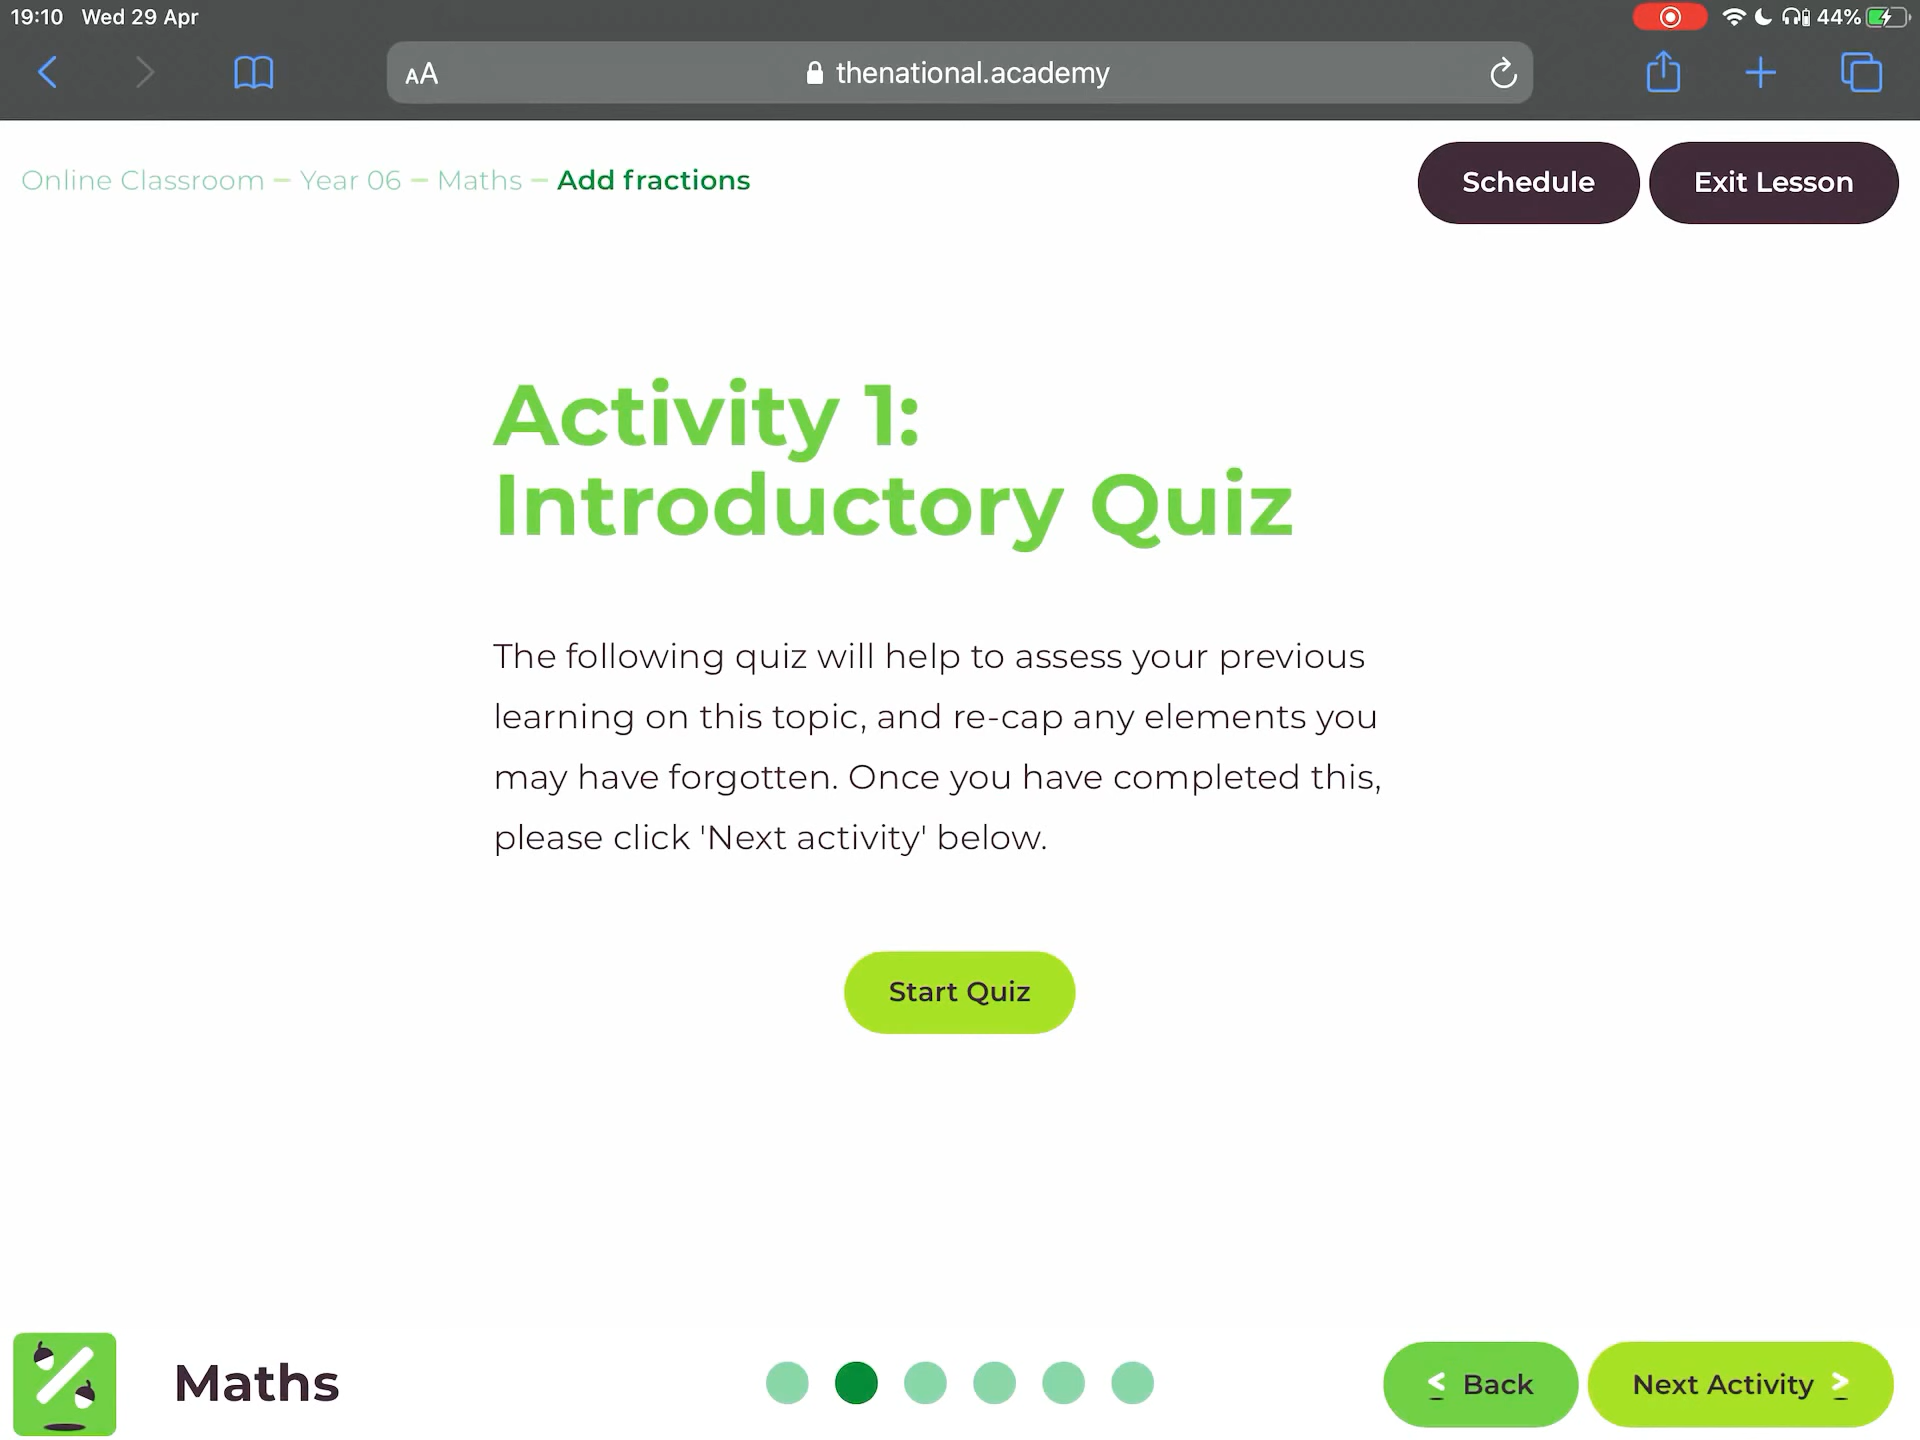 19:10 Wed 29 Apr
44%
AA
thenational.academy
Online Classroom – Year 06 – Maths – Add fractions
Schedule
Exit Lesson
Activity 1:
Introductory Quiz
The following quiz will help to assess your previous
learning on this topic, and re-cap any elements you
may have forgotten. Once you have completed this,
please click 'Next activity' below.
Start Quiz
Maths
< Back
Next Activity >